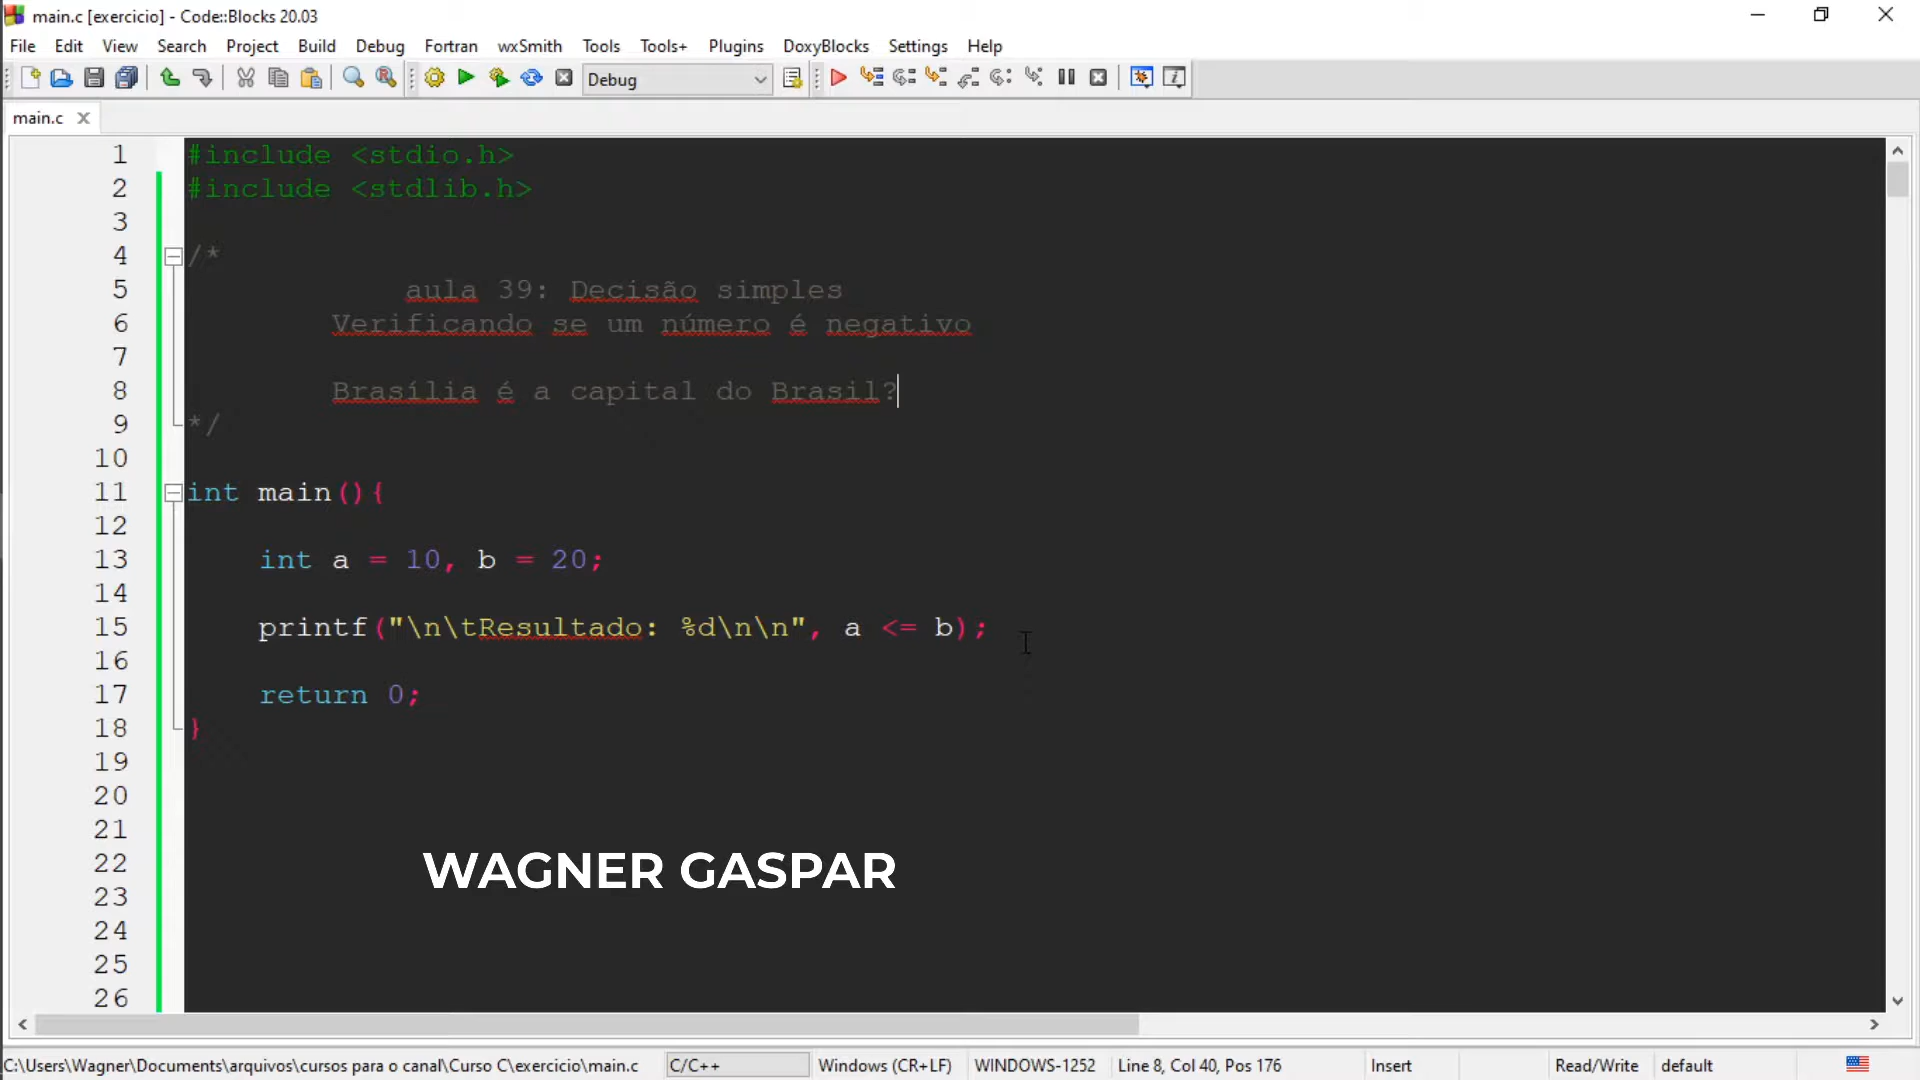 main.c [exercicio] - Code::Blocks 20.03
File Edit View Search Project Build Debug Fortran wxSmith Tools Tools+ Plugins DoxyBlocks Settings Help
Debug
main.c
1 #include <stdio.h>
2 #include <stdlib.h>
3
4 /*
5 aula 39: Decisão simples
6 Verificando se um número é negativo
7
8 Brasília é a capital do Brasil?
9 */
10
11 int main(){
12
13 int a = 10, b = 20;
14
15 printf("\n\tResultado: %d\n\n", a <= b);
16
17 return 0;
18 }
19
20
21
22
WAGNER GASPAR
23
24
25
26
C:\Users\Wagner\Documents\arquivos\cursos para o canal\Curso C\exercicio\main.c C/C++ Windows (CR+LF) WINDOWS-1252 Line 8, Col 40, Pos 176 Insert Read/Write default